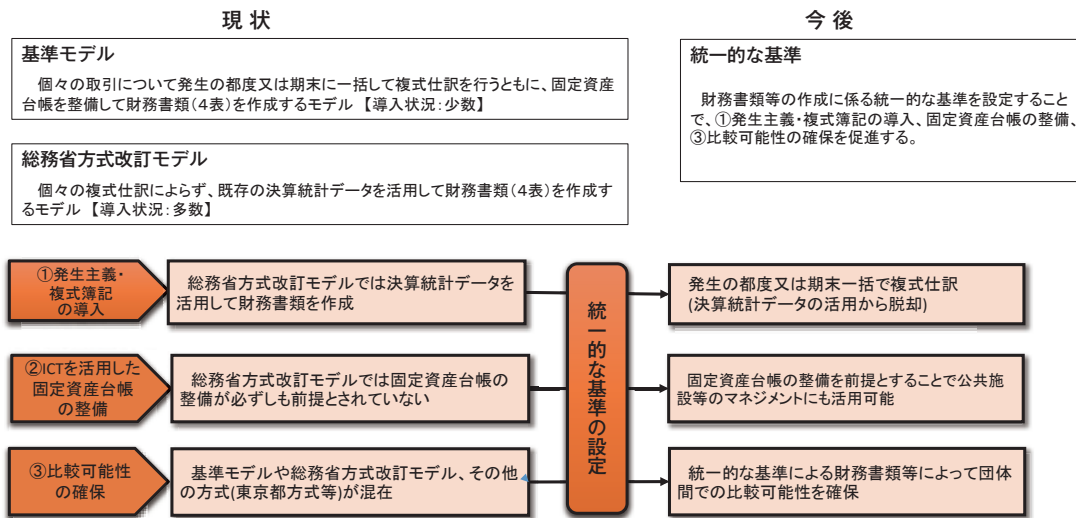 現 状
基準モデル
個々の取引について発生の都度又は期末に一括して複式仕訳を行うともに、固定資産
台帳を整備して財務書類(4表)を作成するモデル 【導入状況:少数】
総務省方式改訂モデル
個々の複式仕訳によらず、既存の決算統計データを活用して財務書類(4表)を作成す
るモデル 【導入状況:多数】
今 後
統一的な基準
財務書類等の作成に係る統一的な基準を設定すること
で、①発生主義・複式簿記の導入、固定資産台帳の整備、
③比較可能性の確保を促進する。
①発生主義・
複式簿記
の導入
総務省方式改訂モデルでは決算統計データを
活用して財務書類を作成
発生の都度又は期末一括で複式仕訳
(決算統計データの活用から脱却)
②ICTを活用した
固定資産台帳
の整備
総務省方式改訂モデルでは固定資産台帳の
整備が必ずしも前提とされていない
固定資産台帳の整備を前提とすることで公共施
設等のマネジメントにも活用可能
③比較可能性
の確保
基準モデルや総務省方式改訂モデル、その他
の方式(東京都方式等)が混在
統一的な基準による財務書類等によって団体
間での比較可能性を確保
統一的な基準の設定